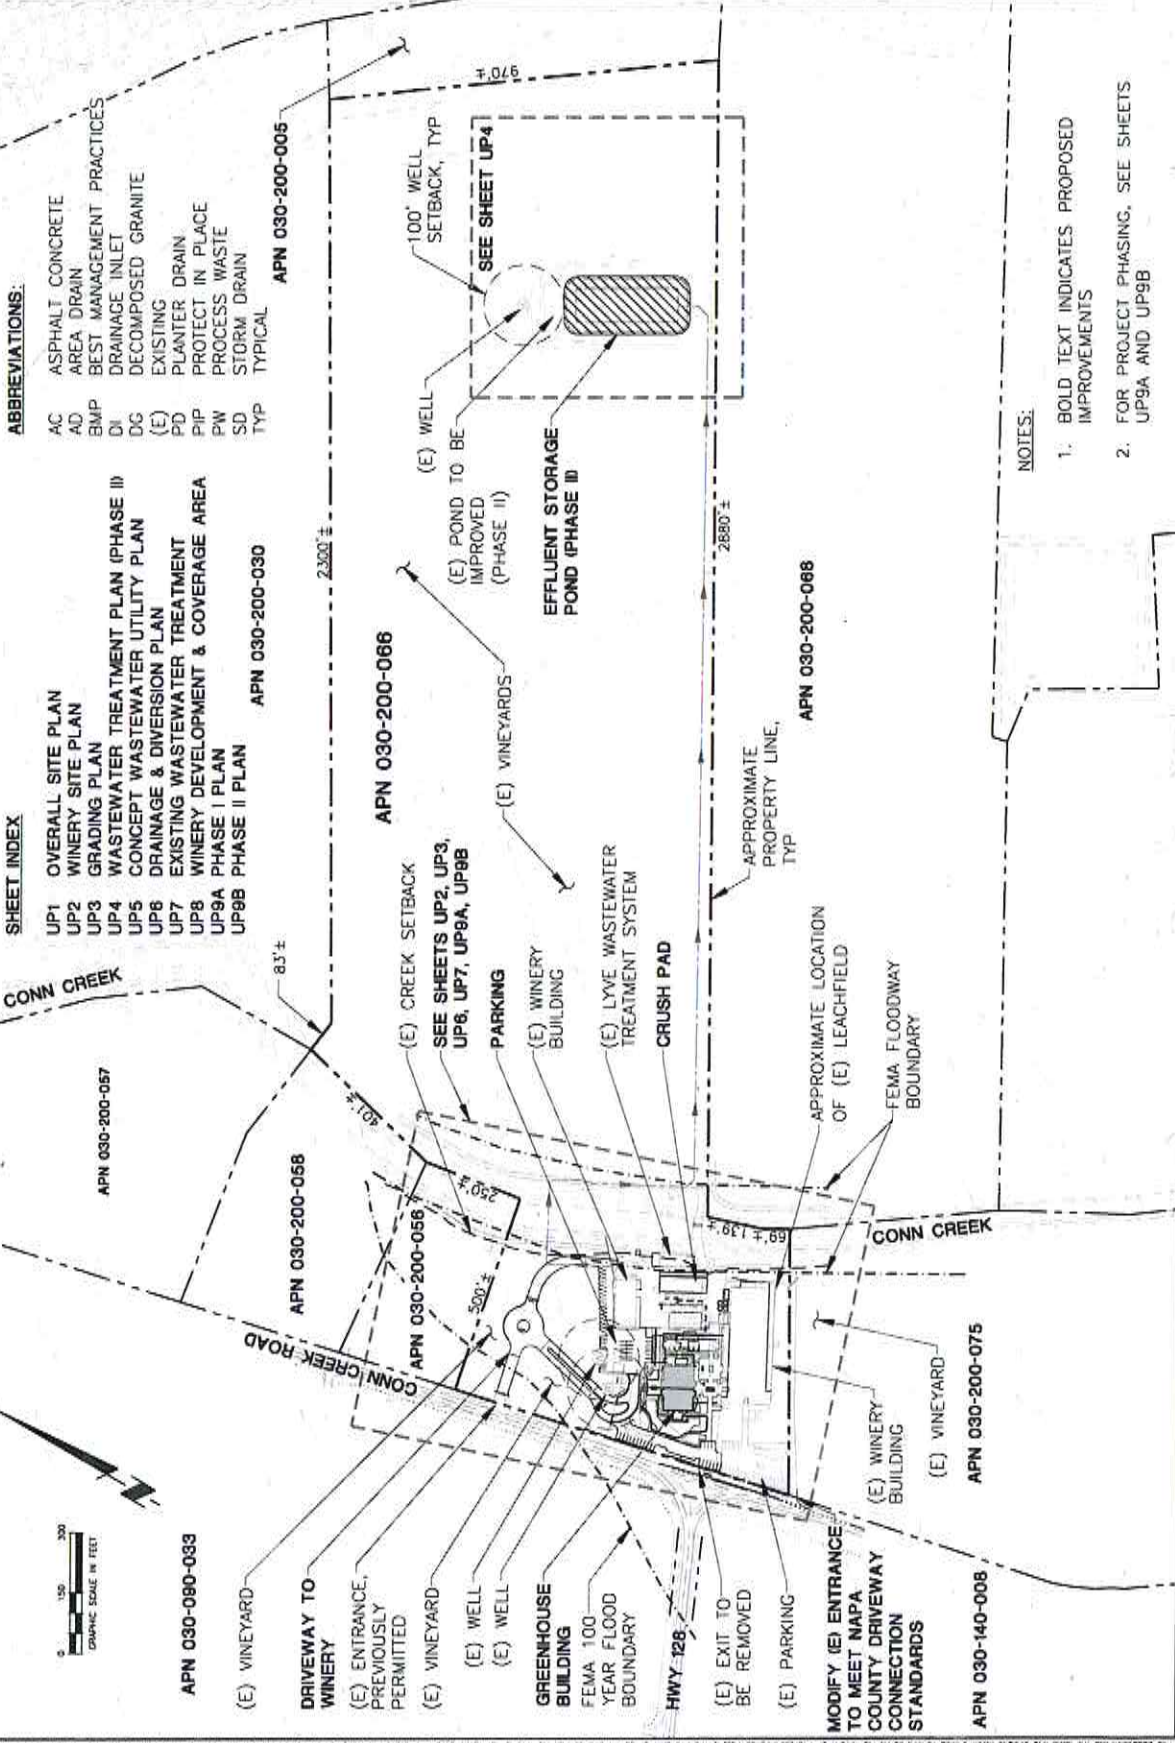 SHEET INDEX
UP1 OVERALL SITE PLAN
UP2 WINERY SITE PLAN
UP3 GRADING PLAN
UP4 WASTEWATER TREATMENT PLAN (PHASE II)
UP5 CONCEPT WASTEWATER UTILITY PLAN
UP6 DRAINAGE & DIVERSION PLAN
UP7 EXISTING WASTEWATER TREATMENT
UP8 WINERY DEVELOPMENT & COVERAGE AREA
UP9A PHASE I PLAN
UP9B PHASE II PLAN
ABBREVIATIONS:
AC ASPHALT CONCRETE
AD AREA DRAIN
BMP BEST MANAGEMENT PRACTICES
DI DRAINAGE INLET
DG DECOMPOSED GRANITE
(E) EXISTING
PD PLANTER DRAIN
PIP PROTECT IN PLACE
PW PROCESS WASTE
SD STORM DRAIN
TYP TYPICAL
0 150 300
GRAPHIC SCALE IN FEET
APN 030-090-033
(E) VINEYARD
DRIVEWAY TO
WINERY
(E) ENTRANCE,
PREVIOUSLY
PERMITTED
(E) VINEYARD
(E) WELL
(E) WELL
GREENHOUSE
BUILDING
FEMA 100
YEAR FLOOD
BOUNDARY
HWY 128
(E) EXIT TO
BE REMOVED
(E) PARKING
MODIFY (E) ENTRANCE
TO MEET NAPA
COUNTY DRIVEWAY
CONNECTION
STANDARDS
APN 030-140-008
CONN CREEK ROAD
APN 030-200-057
APN 030-200-058
APN 030-200-056
500'±
250'±
401'±
83'±
CONN CREEK
(E) CREEK SETBACK
SEE SHEETS UP2, UP3,
UP6, UP7, UP9A, UP9B
PARKING
(E) WINERY
BUILDING
(E) LYVE WASTEWATER
TREATMENT SYSTEM
CRUSH PAD
APPROXIMATE LOCATION
OF (E) LEACHFIELD
FEMA FLOODWAY
BOUNDARY
69'±
139'±
CONN CREEK
(E) WINERY
BUILDING
(E) VINEYARD
APN 030-200-075
APN 030-200-030
2300'±
APN 030-200-066
(E) VINEYARDS
APPROXIMATE
PROPERTY LINE,
TYP
APN 030-200-068
2880'±
APN 030-200-005
970'±
100' WELL
SETBACK, TYP
SEE SHEET UP4
(E) WELL
(E) POND TO BE
IMPROVED
(PHASE II)
EFFLUENT STORAGE
POND (PHASE II)
NOTES:
1. BOLD TEXT INDICATES PROPOSED
IMPROVEMENTS
2. FOR PROJECT PHASING, SEE SHEETS
UP9A AND UP9B